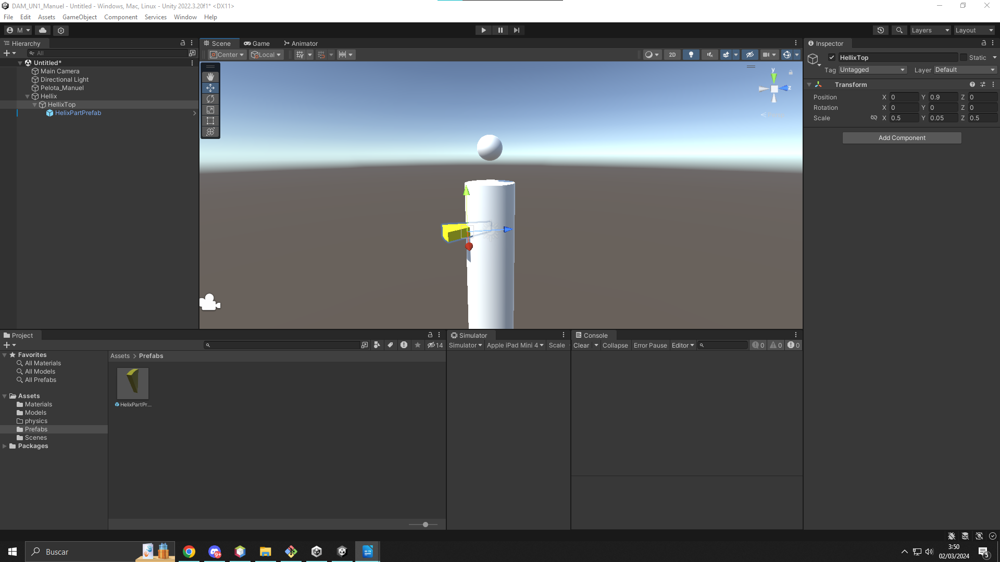 DAM_UN1_Manuel - Untitled - Windows, Mac, Linux - Unity 2022.3.20f1* <DX11>
File Edit Assets GameObject Component Services Window Help
M
Layers Layout
Hierarchy
All
Untitled*
Main Camera
Directional Light
Pelota_Manuel
Hellix
HellixTop
HelixPartPrefab
Scene Game Animator
Center Local 2D
y
z
Inspector
HellixTop Static
Tag Untagged Layer Default
Transform
Position X 0 Y 0.9 Z 0
Rotation X 0 Y 0 Z 0
Scale X 0.5 Y 0.05 Z 0.5
Add Component
Project
14
Favorites
All Materials
All Models
All Prefabs
Assets
Materials
Models
physics
Prefabs
Scenes
Packages
Assets > Prefabs
HelixPartPr...
Simulator
Simulator Apple iPad Mini 4 Scale
Console
Clear Collapse Error Pause Editor 0 0 0
Buscar
9+
3:50
02/03/2024
5